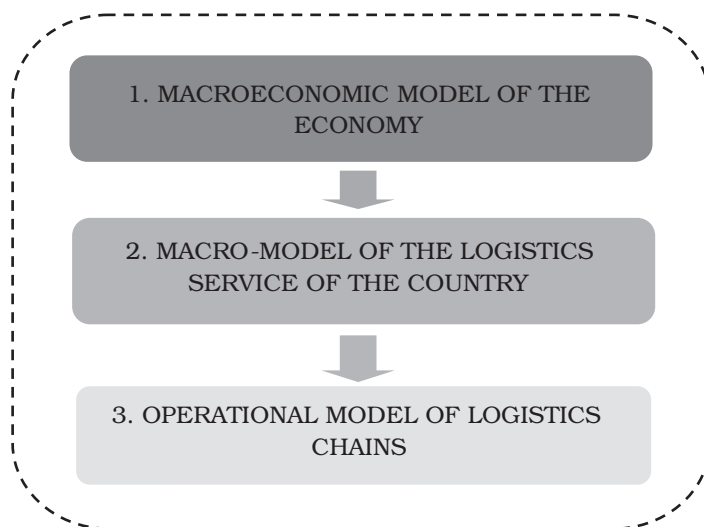 1. MACROECONOMIC MODEL OF THE
ECONOMY
2. MACRO-MODEL OF THE LOGISTICS
SERVICE OF THE COUNTRY
3. OPERATIONAL MODEL OF LOGISTICS
CHAINS